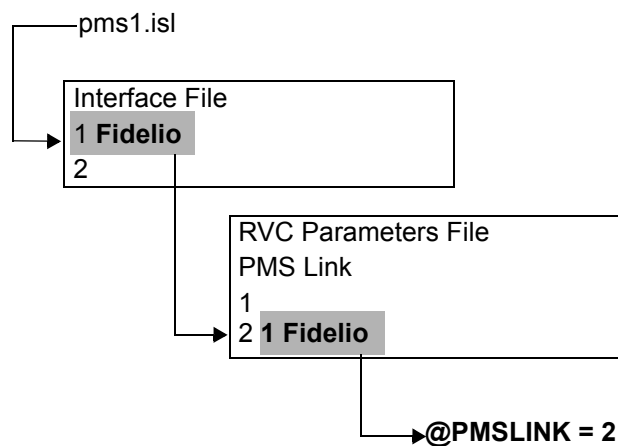 pms1.isl
Interface File
1 Fidelio
2
RVC Parameters File
PMS Link
1
2 1 Fidelio
@PMSLINK = 2